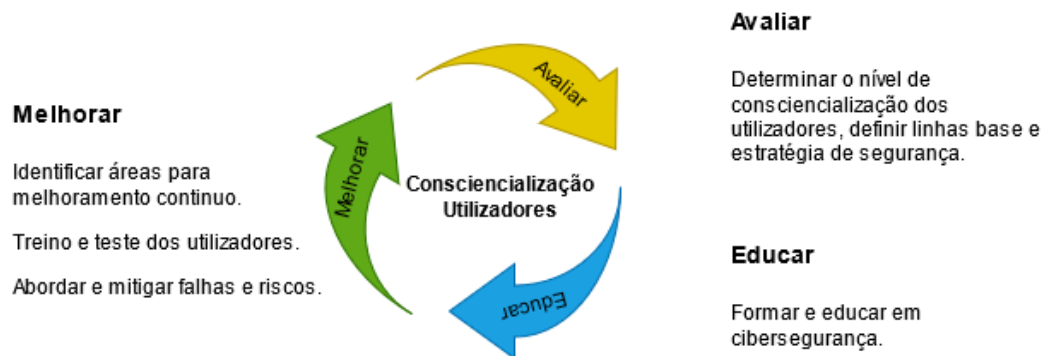 Avaliar
Determinar o nível de
consciencialização dos
utilizadores, definir linhas base e
estratégia de segurança.
Melhorar
Identificar áreas para
melhoramento continuo.
Treino e teste dos utilizadores.
Abordar e mitigar falhas e riscos.
Avaliar
Melhorar
Consciencialização
Utilizadores
Educar
Educar
Formar e educar em
cibersegurança.